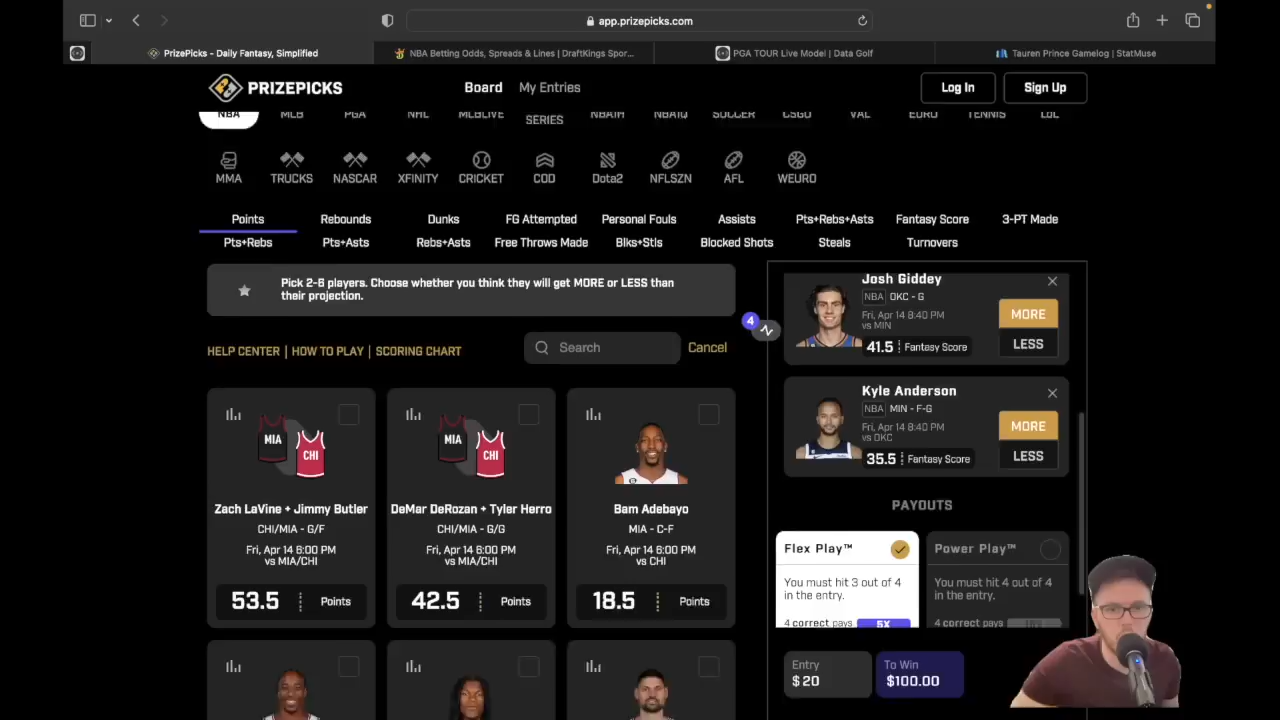 app.prizepicks.com
PrizePicks - Daily Fantasy, Simplified
NBA Betting Odds, Spreads & Lines | DraftKings Spor...
PGA TOUR Live Model | Data Golf
Tauren Prince Gamelog | StatMuse
PRIZEPICKS
Board
My Entries
Log In
Sign Up
NBA
MLB
PGA
NHL
MLBLIVE
SERIES
NBA1H
NBA1Q
SOCCER
CSGO
VAL
EURO
TENNIS
LoL
MMA
TRUCKS
NASCAR
XFINITY
CRICKET
COD
Dota2
NFLSZN
AFL
WEURO
Points
Rebounds
Dunks
FG Attempted
Personal Fouls
Assists
Pts+Rebs+Asts
Fantasy Score
3-PT Made
Pts+Rebs
Pts+Asts
Rebs+Asts
Free Throws Made
Blks+Stls
Blocked Shots
Steals
Turnovers
Pick 2-6 players. Choose whether you think they will get MORE or LESS than
their projection.
HELP CENTER | HOW TO PLAY | SCORING CHART
Search
Cancel
MIA
CHI
Zach LaVine + Jimmy Butler
CHI/MIA - G/F
Fri, Apr 14 6:00 PM
vs MIA/CHI
53.5
Points
MIA
CHI
DeMar DeRozan + Tyler Herro
CHI/MIA - G/G
Fri, Apr 14 6:00 PM
vs MIA/CHI
42.5
Points
Bam Adebayo
MIA - C-F
Fri, Apr 14 6:00 PM
vs CHI
18.5
Points
4
Josh Giddey
NBA OKC - G
Fri, Apr 14 8:40 PM
vs MIN
41.5 Fantasy Score
MORE
LESS
Kyle Anderson
NBA MIN - F-G
Fri, Apr 14 8:40 PM
vs OKC
35.5 Fantasy Score
MORE
LESS
PAYOUTS
Flex Play™
You must hit 3 out of 4
in the entry.
4 correct pays 5X
Power Play™
You must hit 4 out of 4
in the entry.
4 correct pays
Entry
$20
To Win
$100.00